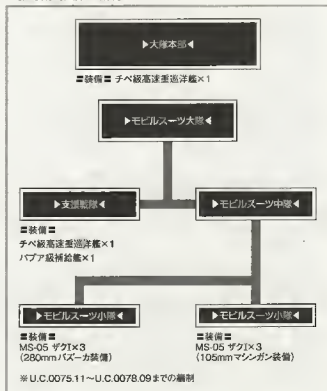 ▶大隊本部◀
〓装備〓 チベ級高速重巡洋艦×1
▶モビルスーツ大隊◀
▶支援戦隊◀
〓装備〓
チベ級高速重巡洋艦×1
パプア級補給艦×1
▶モビルスーツ中隊◀
▶モビルスーツ小隊◀
〓装備〓
MS-05 ザクI×3
(280mmバズーカ装備)
▶モビルスーツ小隊◀
〓装備〓
MS-05 ザクI×3
(105mmマシンガン装備)
※U.C.0075.11〜U.C.0078.09までの編制